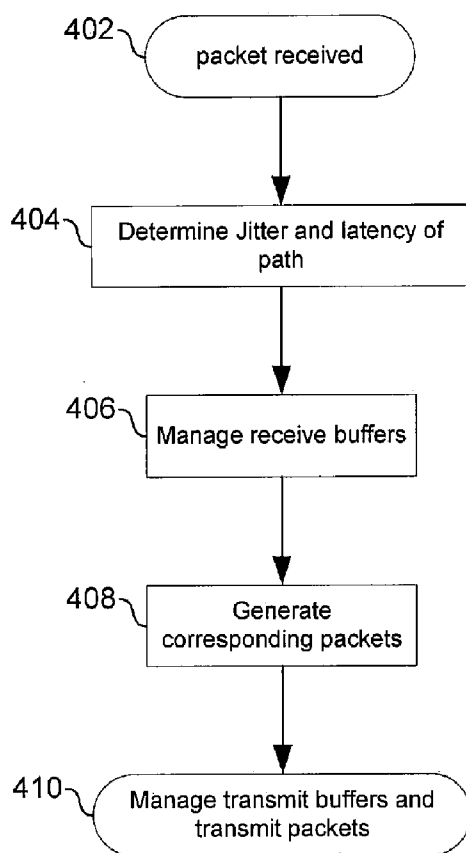 402
packet received
404
Determine Jitter and latency of
path
406
Manage receive buffers
408
Generate
corresponding packets
410
Manage transmit buffers and
transmit packets